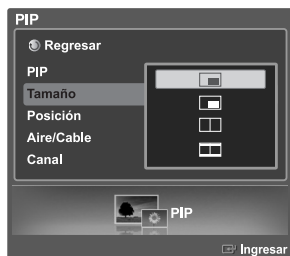 PIP
Regresar
PIP
Tamaño
Posición
Aire/Cable
Canal
PIP
Ingresar